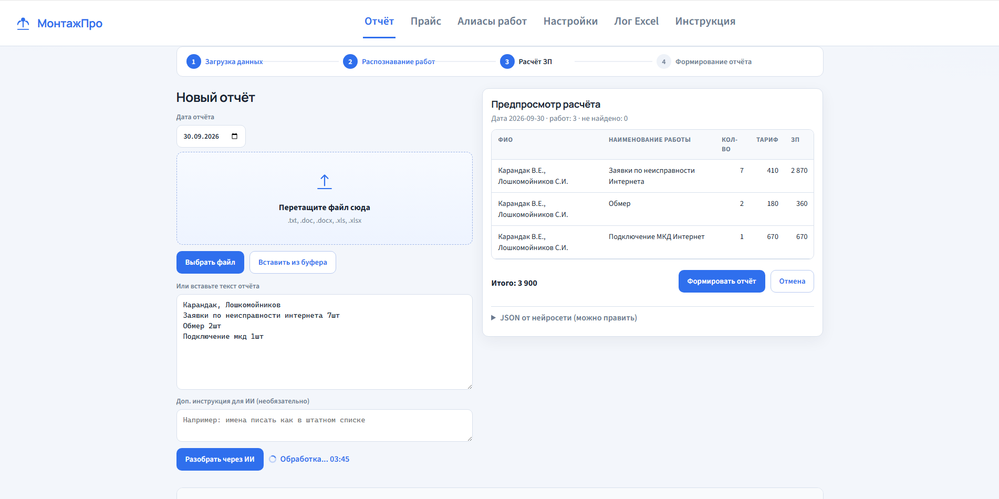 МонтажПро
Отчёт
Прайс
Алиасы работ
Настройки
Лог Excel
Инструкция
1 Загрузка данных
2 Распознавание работ
3 Расчёт ЗП
4 Формирование отчёта
Новый отчёт
Дата отчёта
30.09.2026
Перетащите файл сюда
.txt, .doc, .docx, .xls, .xlsx
Выбрать файл
Вставить из буфера
Или вставьте текст отчёта
Карандак, Лошкомойников
Заявки по неисправности интернета 7шт
Обмер 2шт
Подключение мкд 1шт
Доп. инструкция для ИИ (необязательно)
Например: имена писать как в штатном списке
Разобрать через ИИ
Обработка... 03:45
Предпросмотр расчёта
Дата 2026-09-30 · работ: 3 · не найдено: 0
ФИО НАИМЕНОВАНИЕ РАБОТЫ КОЛ- ТАРИФ ЗП
ВО
Карандак В.Е., Заявки по неисправности 7 410 2 870
Лошкомойников С.И. Интернета
Карандак В.Е., Обмер 2 180 360
Лошкомойников С.И.
Карандак В.Е., Подключение МКД Интернет 1 670 670
Лошкомойников С.И.
Итого: 3 900
Формировать отчёт
Отмена
JSON от нейросети (можно править)